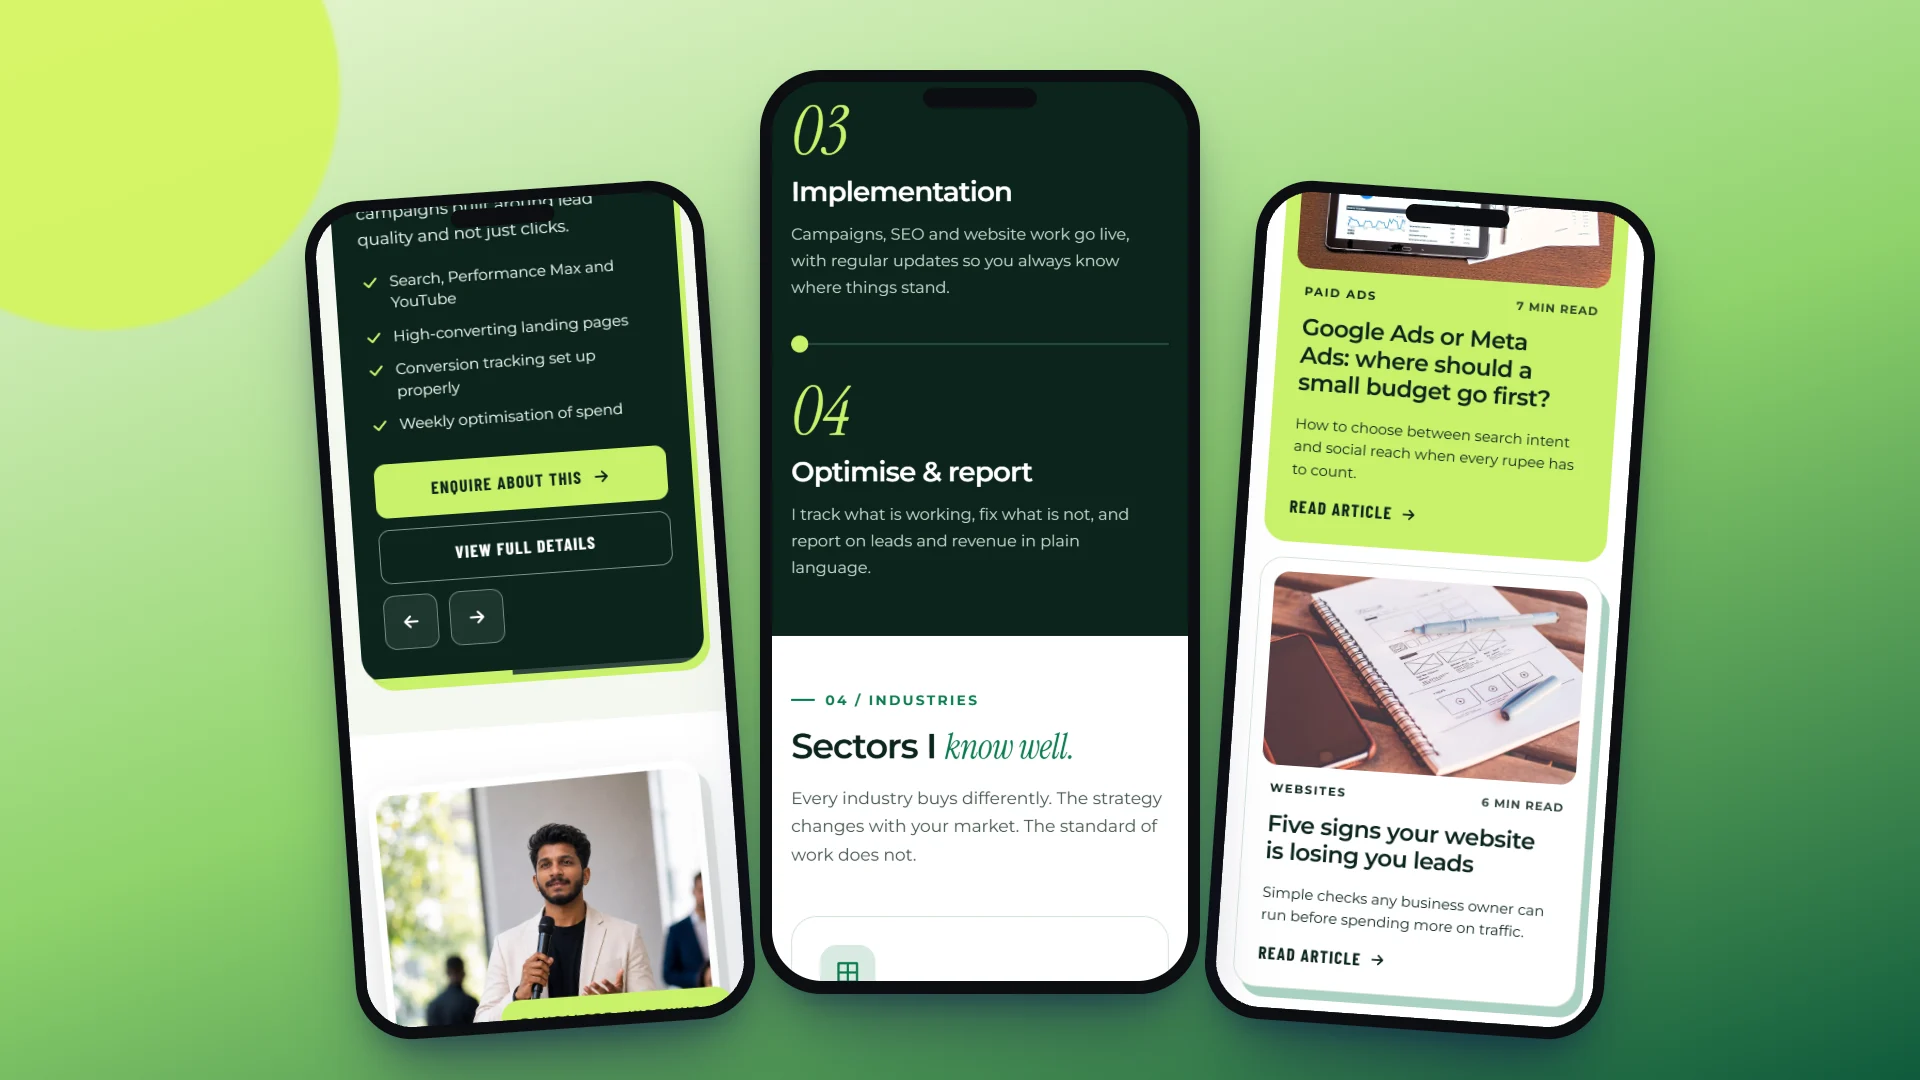 campaigns built around lead
quality and not just clicks.
Search, Performance Max and
YouTube
High-converting landing pages
Conversion tracking set up
properly
Weekly optimisation of spend
ENQUIRE ABOUT THIS
VIEW FULL DETAILS
03
Implementation
Campaigns, SEO and website work go live,
with regular updates so you always know
where things stand.
04
Optimise & report
I track what is working, fix what is not, and
report on leads and revenue in plain
language.
04 / INDUSTRIES
Sectors I know well.
Every industry buys differently. The strategy
changes with your market. The standard of
work does not.
PAID ADS
7 MIN READ
Google Ads or Meta
Ads: where should a
small budget go first?
How to choose between search intent
and social reach when every rupee has
to count.
READ ARTICLE
WEBSITES
6 MIN READ
Five signs your website
is losing you leads
Simple checks any business owner can
run before spending more on traffic.
READ ARTICLE